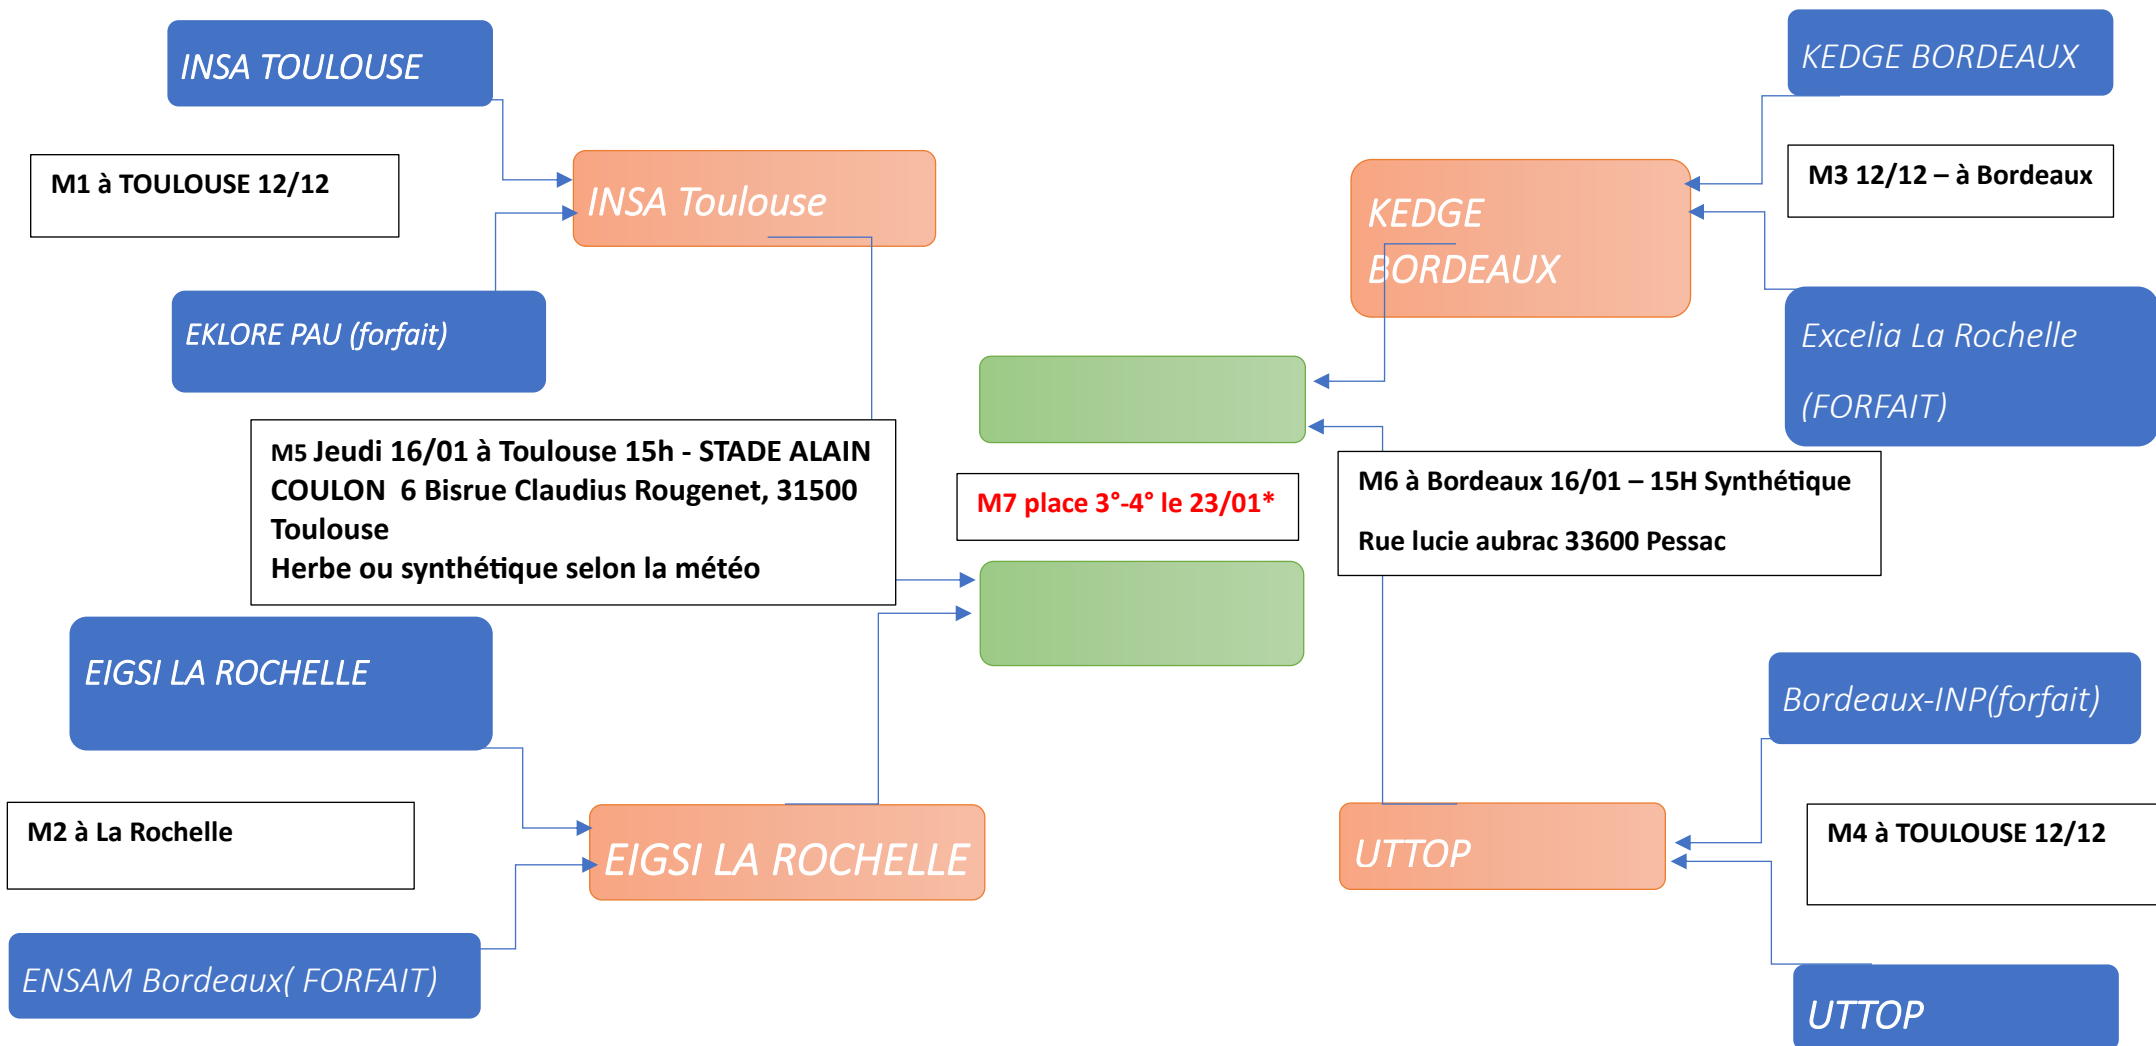 INSA TOULOUSE
M1 à TOULOUSE 12/12
EKLORE PAU (forfait)
INSA Toulouse
M5 Jeudi 16/01 à Toulouse 15h - STADE ALAIN
COULON  6 Bisrue Claudius Rougenet, 31500
Toulouse
Herbe ou synthétique selon la météo
EIGSI LA ROCHELLE
M2 à La Rochelle
ENSAM Bordeaux( FORFAIT)
EIGSI LA ROCHELLE
M7 place 3°-4° le 23/01*
KEDGE
BORDEAUX
M6 à Bordeaux 16/01 – 15H Synthétique
Rue lucie aubrac 33600 Pessac
UTTOP
KEDGE BORDEAUX
M3 12/12 – à Bordeaux
Excelia La Rochelle
(FORFAIT)
Bordeaux-INP(forfait)
M4 à TOULOUSE 12/12
UTTOP